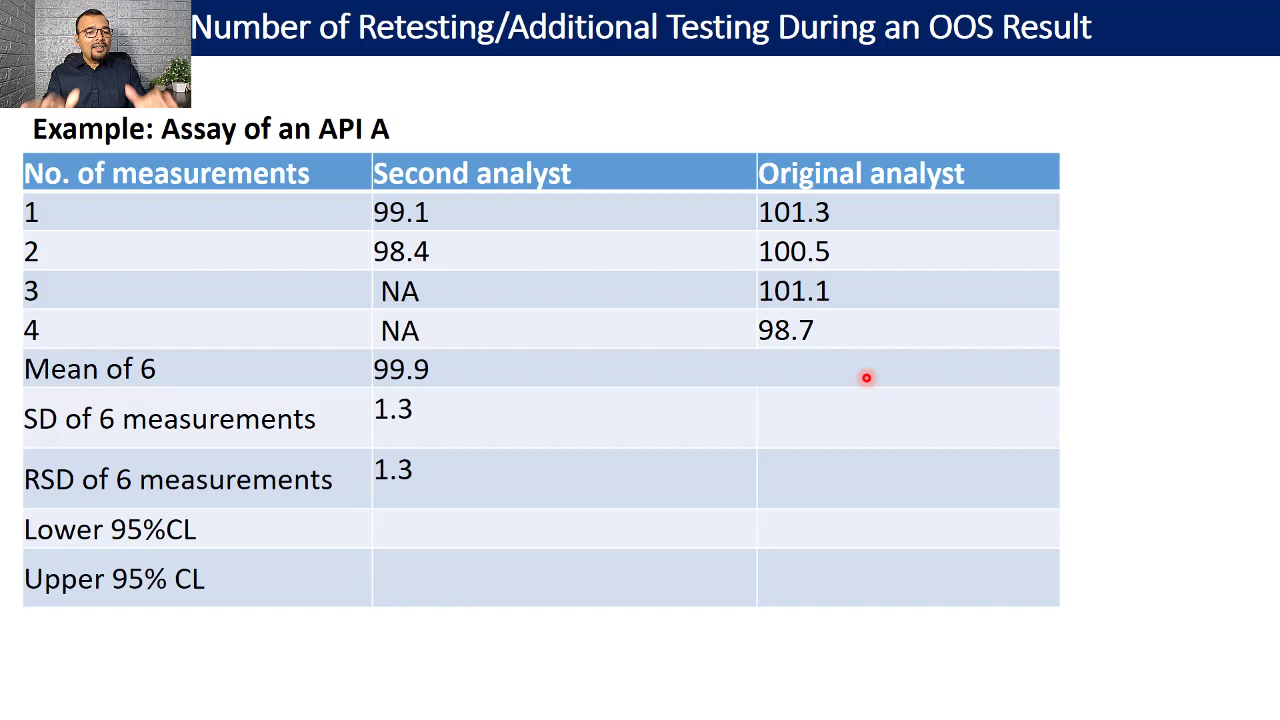 Number of Retesting/Additional Testing During an OOS Result
Example: Assay of an API A
No. of measurements Second analyst Original analyst
1 99.1 101.3
2 98.4 100.5
3 NA 101.1
4 NA 98.7
Mean of 6 99.9
SD of 6 measurements 1.3
RSD of 6 measurements 1.3
Lower 95%CL
Upper 95% CL